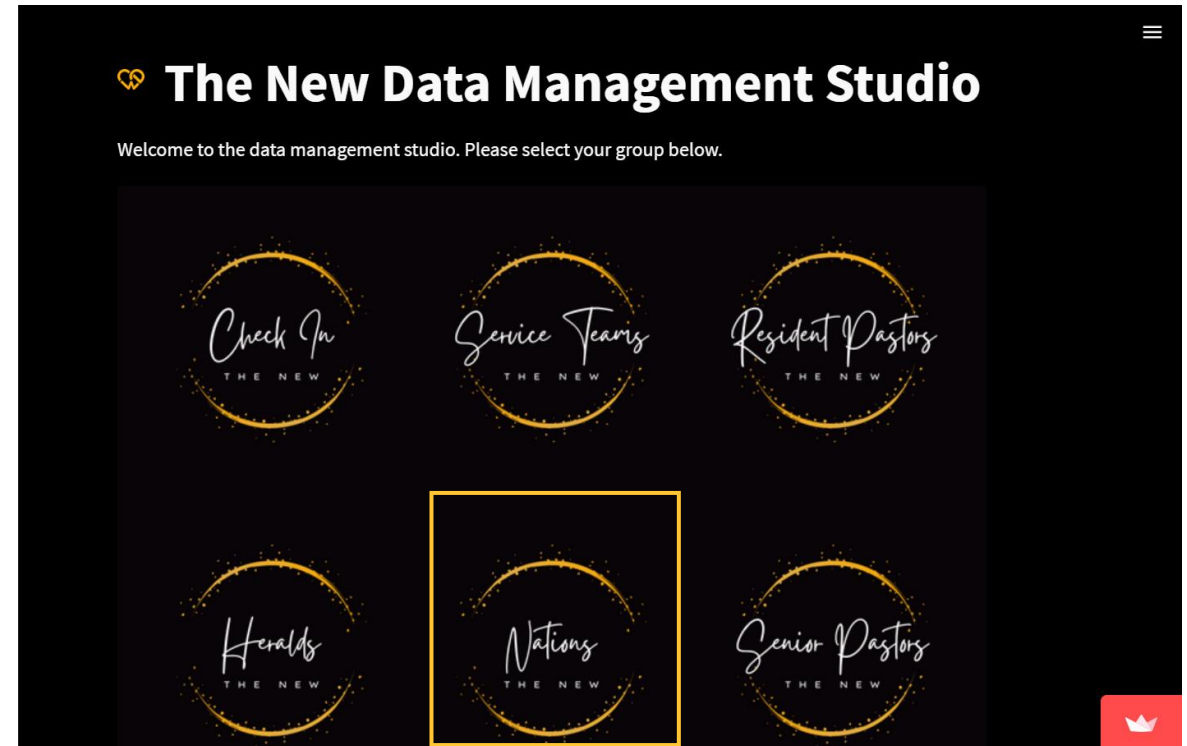 The New Data Management Studio
Welcome to the data management studio. Please select your group below.
Check In
THE NEW
Service Teams
THE NEW
Resident Pastors
THE NEW
Heralds
THE NEW
Nations
THE NEW
Senior Pastors
THE NEW